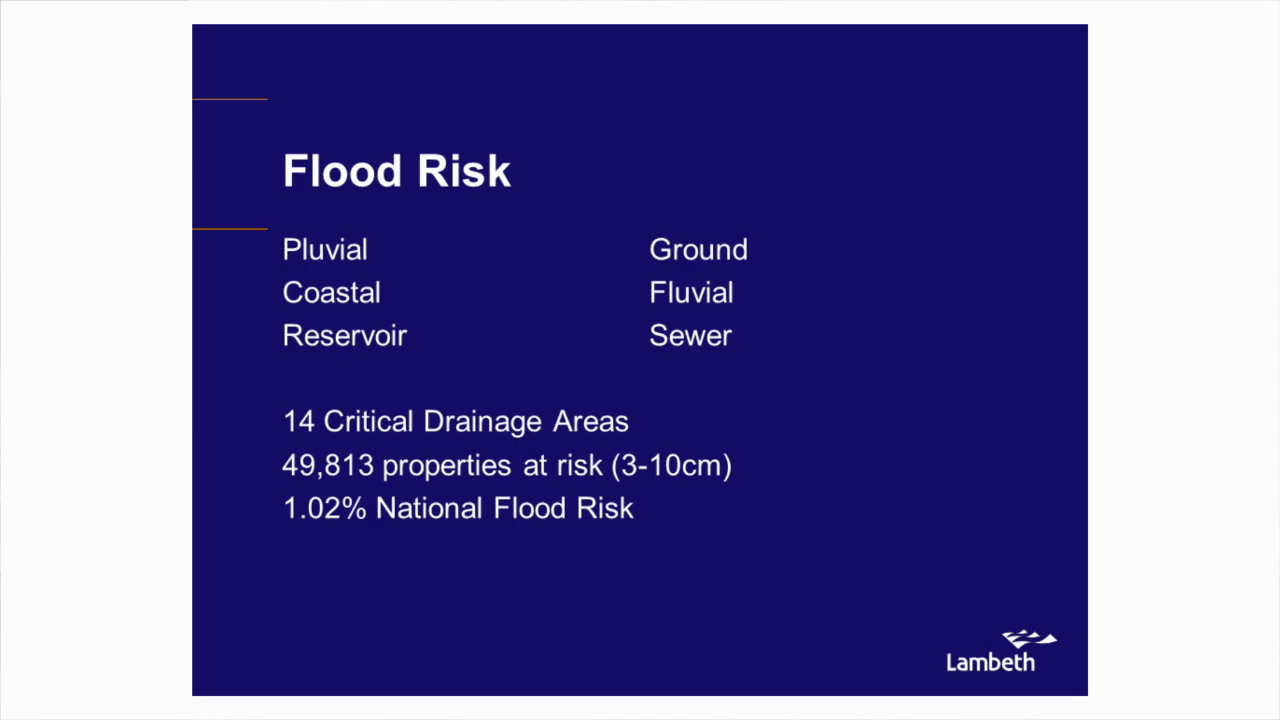 Flood Risk
Pluvial
Coastal
Reservoir
Ground
Fluvial
Sewer
14 Critical Drainage Areas
49,813 properties at risk (3-10cm)
1.02% National Flood Risk
Lambeth